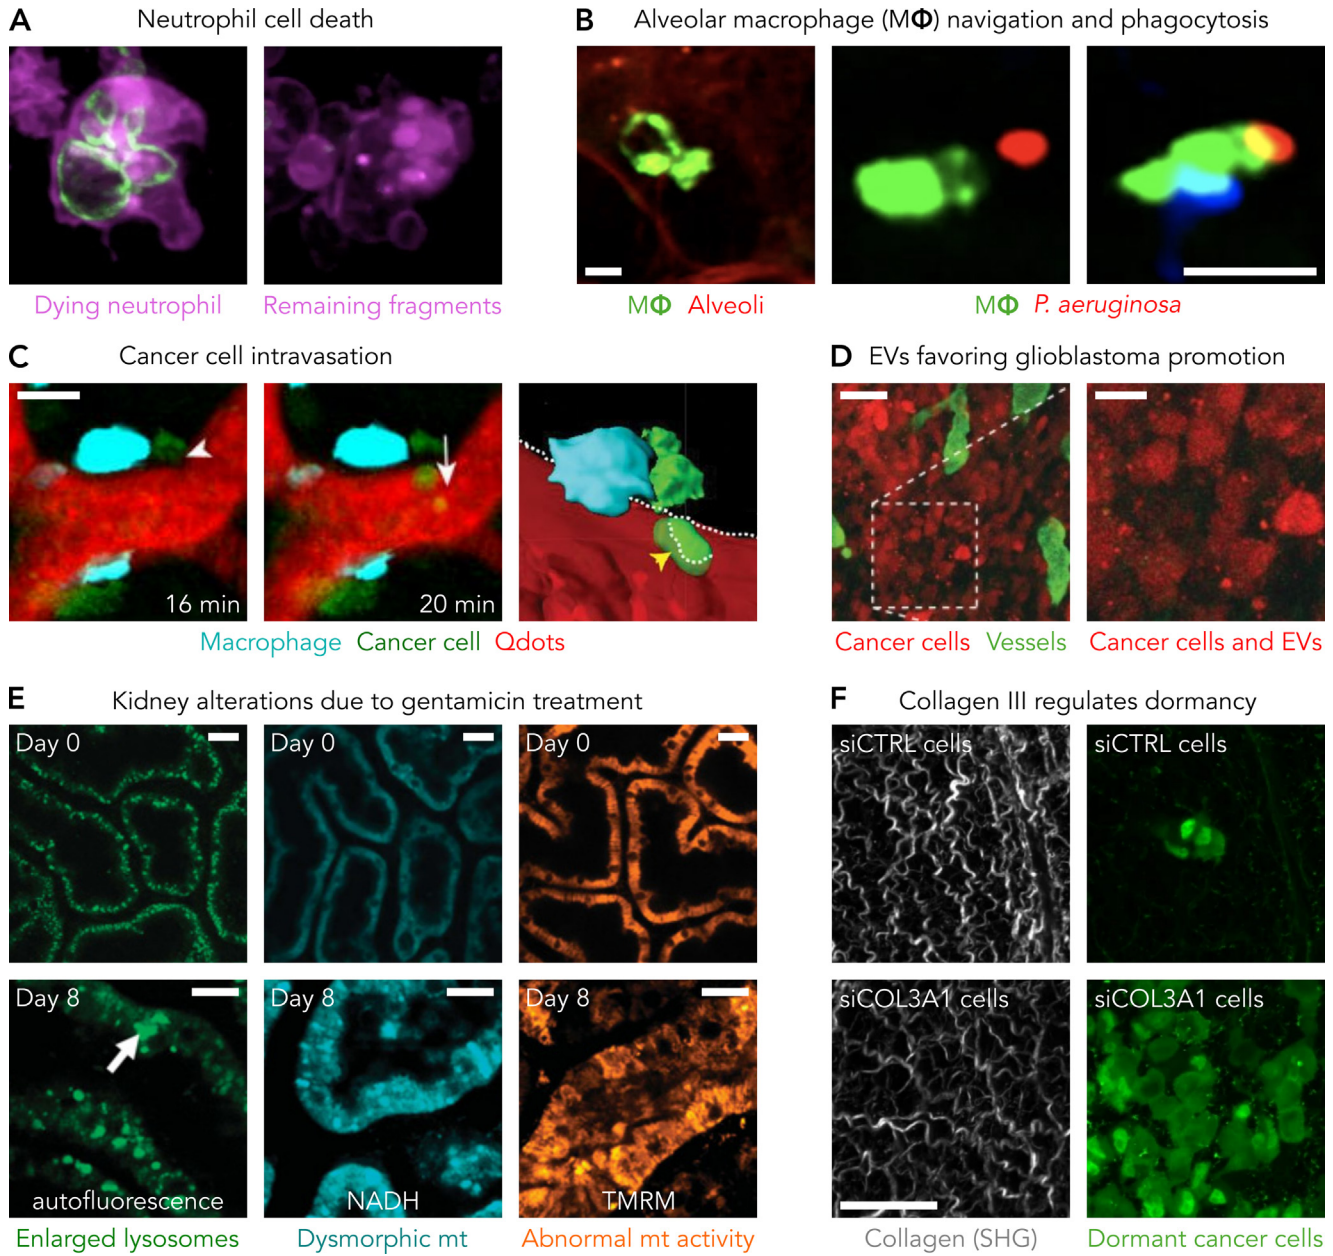 A Neutrophil cell death
B Alveolar macrophage (MΦ) navigation and phagocytosis
Dying neutrophil
Remaining fragments
MΦ Alveoli
MΦ P. aeruginosa
C Cancer cell intravasation
D EVs favoring glioblastoma promotion
16 min
20 min
Macrophage Cancer cell Qdots
Cancer cells Vessels
Cancer cells and EVs
E Kidney alterations due to gentamicin treatment
F Collagen III regulates dormancy
Day 0
Day 0
Day 0
siCTRL cells
siCTRL cells
Day 8
Day 8
Day 8
siCOL3A1 cells
siCOL3A1 cells
autofluorescence
NADH
TMRM
Enlarged lysosomes
Dysmorphic mt
Abnormal mt activity
Collagen (SHG)
Dormant cancer cells